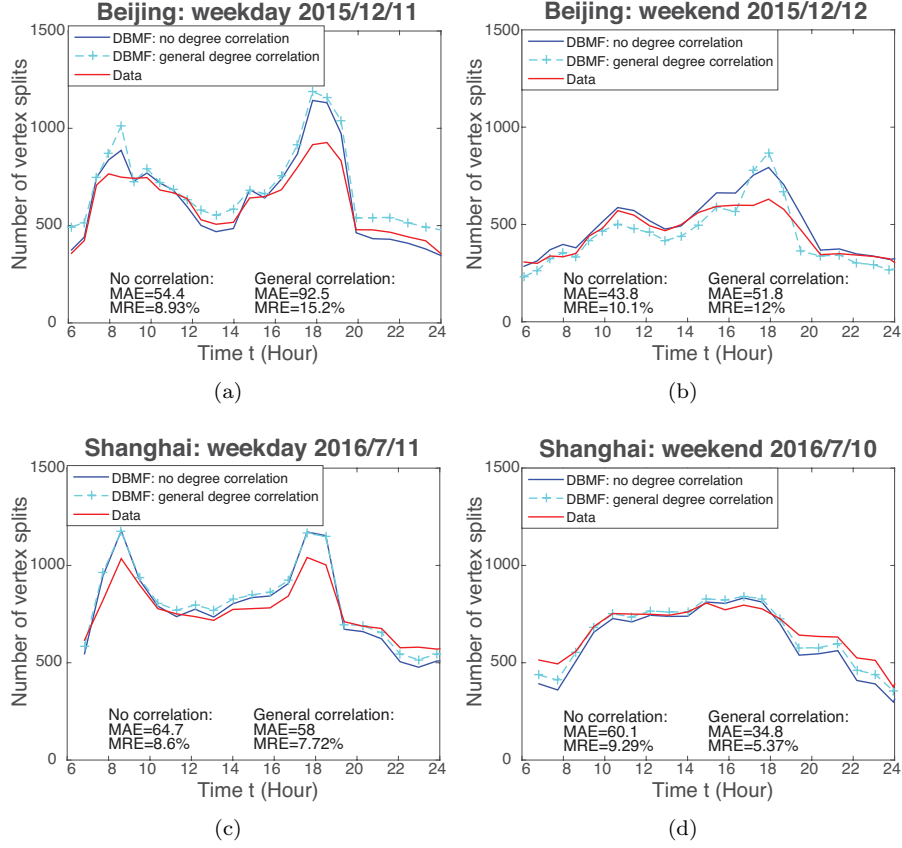 Beijing: weekday 2015/12/11
1500
1000
500
0
Number of vertex splits
DBMF: no degree correlation
DBMF: general degree correlation
Data
No correlation:
MAE=54.4
MRE=8.93%
General correlation:
MAE=92.5
MRE=15.2%
6 8 10 12 14 16 18 20 22 24
Time t (Hour)
(a)
Beijing: weekend 2015/12/12
1500
1000
500
0
Number of vertex splits
DBMF: no degree correlation
DBMF: general degree correlation
Data
No correlation:
MAE=43.8
MRE=10.1%
General correlation:
MAE=51.8
MRE=12%
6 8 10 12 14 16 18 20 22 24
Time t (Hour)
(b)
Shanghai: weekday 2016/7/11
1500
1000
500
0
Number of vertex splits
DBMF: no degree correlation
DBMF: general degree correlation
Data
No correlation:
MAE=64.7
MRE=8.6%
General correlation:
MAE=58
MRE=7.72%
6 8 10 12 14 16 18 20 22 24
Time t (Hour)
(c)
Shanghai: weekend 2016/7/10
1500
1000
500
0
Number of vertex splits
DBMF: no degree correlation
DBMF: general degree correlation
Data
No correlation:
MAE=60.1
MRE=9.29%
General correlation:
MAE=34.8
MRE=5.37%
6 8 10 12 14 16 18 20 22 24
Time t (Hour)
(d)